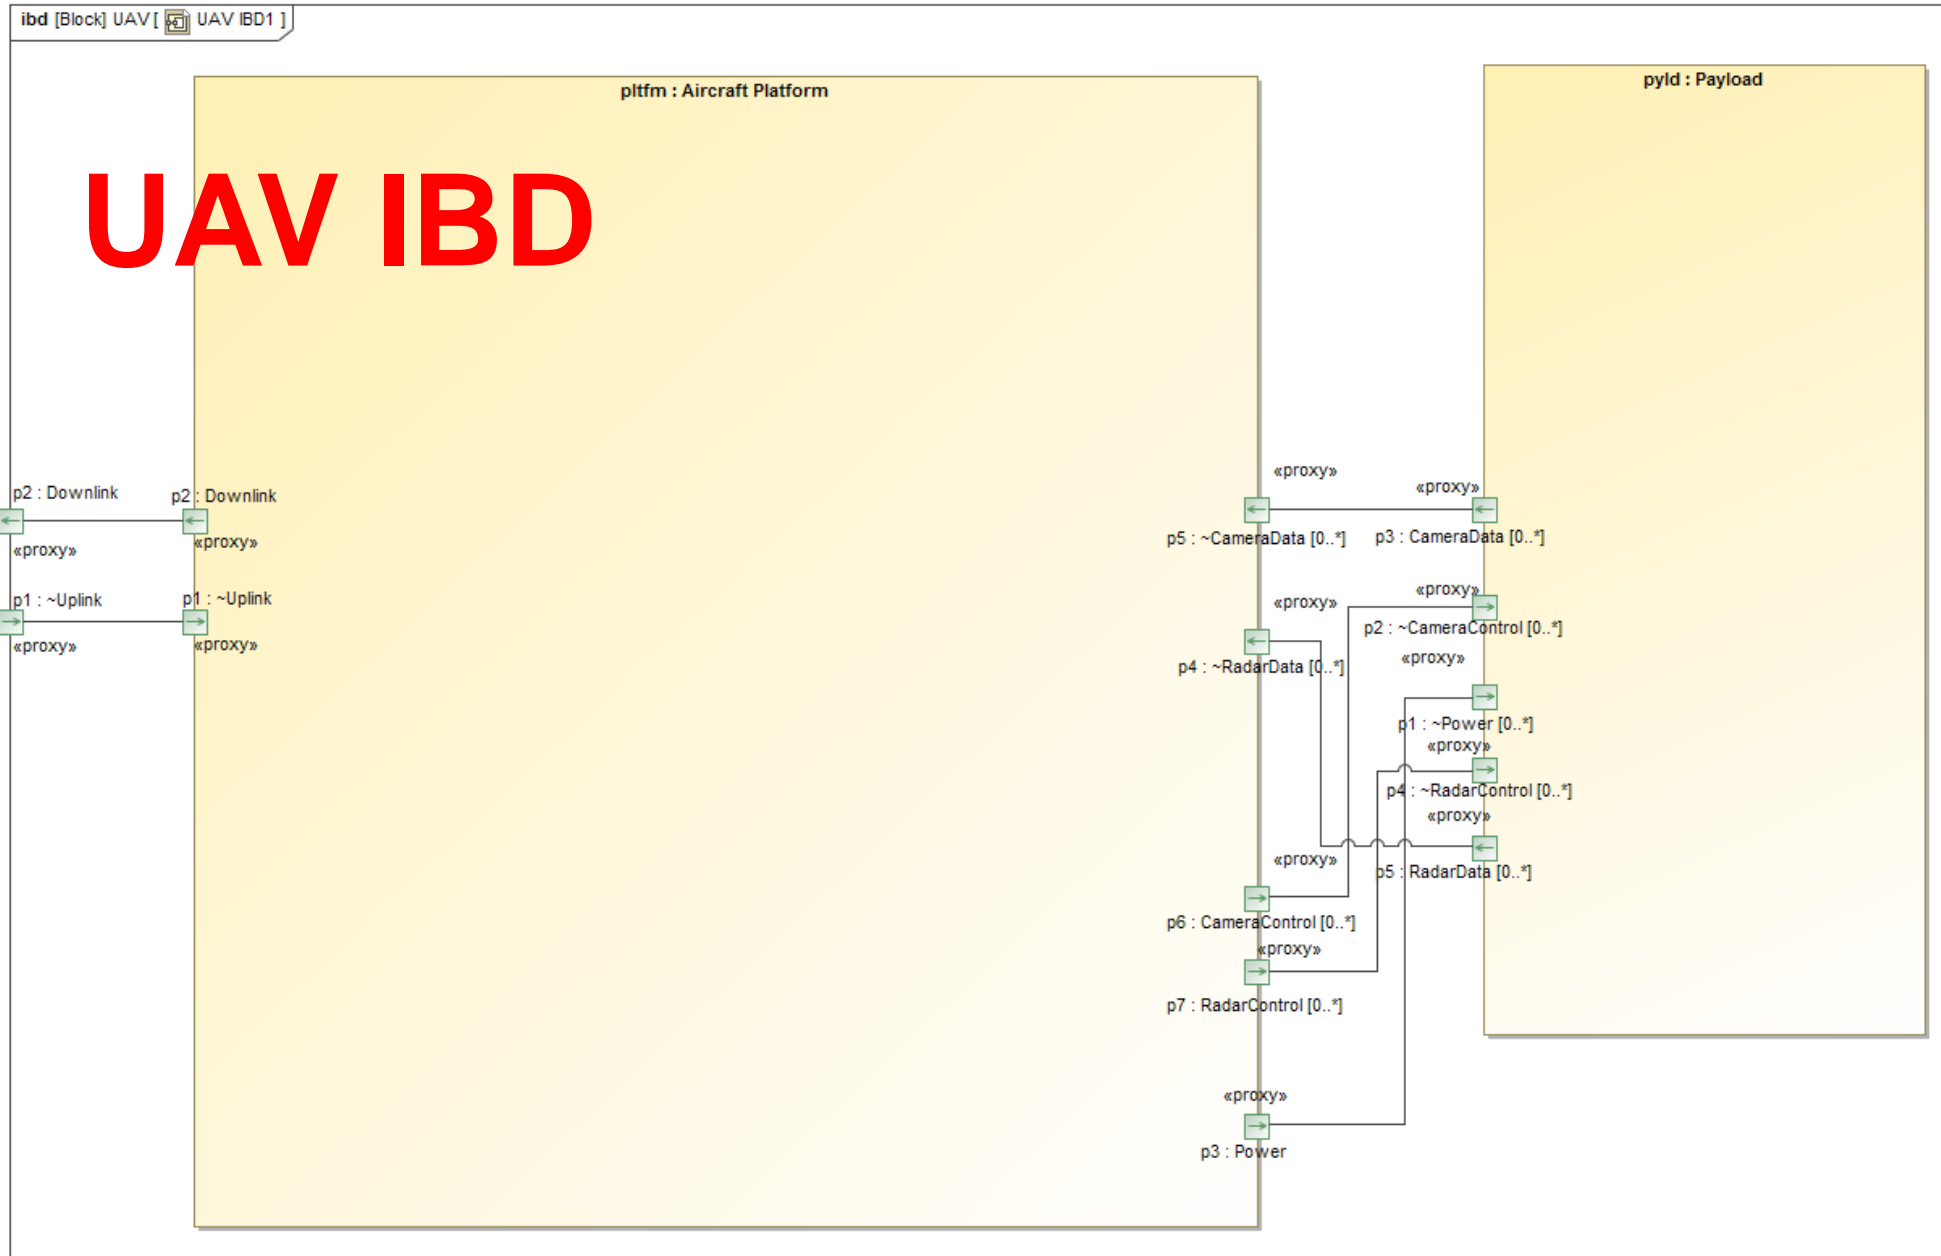 ibd [Block] UAV [ UAV IBD1 ]
pltfm : Aircraft Platform
pyld : Payload
UAV IBD
p2 : Downlink
«proxy»
p1 : ~Uplink
«proxy»
p2 : Downlink
«proxy»
p1 : ~Uplink
«proxy»
«proxy»
p5 : ~CameraData [0..*]
«proxy»
p4 : ~RadarData [0..*]
«proxy»
p6 : CameraControl [0..*]
«proxy»
p7 : RadarControl [0..*]
«proxy»
p3 : Power
«proxy»
p3 : CameraData [0..*]
«proxy»
p2 : ~CameraControl [0..*]
«proxy»
p1 : ~Power [0..*]
«proxy»
p4 : ~RadarControl [0..*]
«proxy»
p5 : RadarData [0..*]